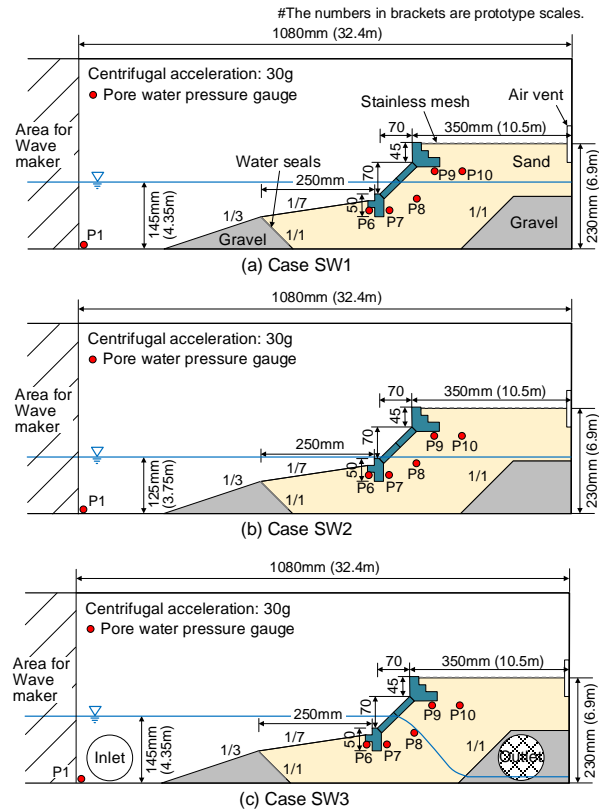 #The numbers in brackets are prototype scales.
1080mm (32.4m)
Centrifugal acceleration: 30g
Pore water pressure gauge
Area for
Wave
maker
Stainless mesh
Air vent
70
350mm (10.5m)
45
Water seals
Sand
250mm
70
P9 P10
50
P8
1/7
1/3
P6 P7
1/1
Gravel
Gravel
1/1
P1
145mm
(4.35m)
230mm (6.9m)
(a) Case SW1
1080mm (32.4m)
Centrifugal acceleration: 30g
Pore water pressure gauge
Area for
Wave
maker
70
350mm (10.5m)
45
250mm
70
P9 P10
50
P8
1/7
1/3
P6 P7
1/1
1/1
P1
125mm
(3.75m)
230mm (6.9m)
(b) Case SW2
1080mm (32.4m)
Centrifugal acceleration: 30g
Pore water pressure gauge
Area for
Wave
maker
70
350mm (10.5m)
45
250mm
70
P9 P10
50
P8
1/7
1/3
P6 P7
1/1
1/1
Inlet
Outlet
P1
145mm
(4.35m)
230mm (6.9m)
(c) Case SW3